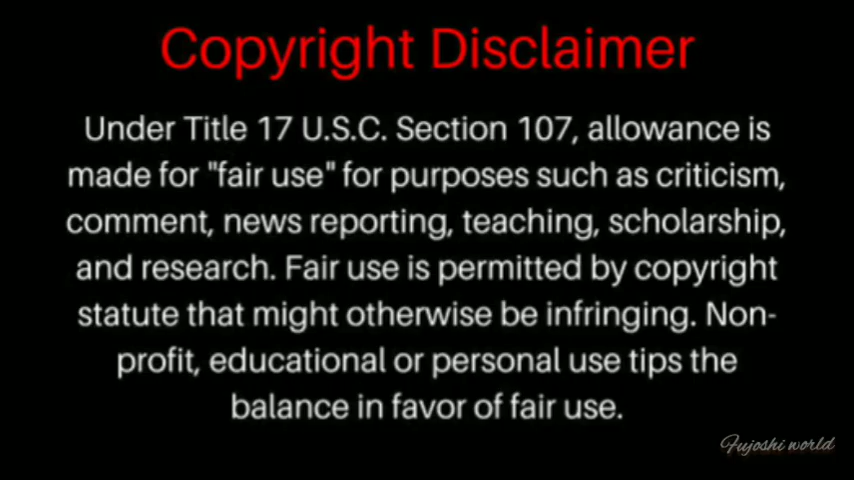 Copyright Disclaimer
Under Title 17 U.S.C. Section 107, allowance is
made for "fair use" for purposes such as criticism,
comment, news reporting, teaching, scholarship,
and research. Fair use is permitted by copyright
statute that might otherwise be infringing. Non-
profit, educational or personal use tips the
balance in favor of fair use.
Fujoshi world